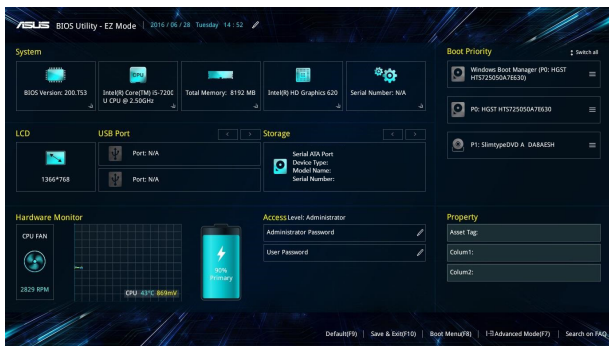 ASUS BIOS Utility - EZ Mode 2016 / 06 / 28 Tuesday 14 : 52
System
BIOS Version: 200.T53
CPU
Intel(R) Core(TM) i5-7200
U CPU @ 2.50GHz
Total Memory: 8192 MB
Intel(R) HD Graphics 620
Serial Number: N/A
Boot Priority
Switch all
Windows Boot Manager (P0: HGST
HTS725050A7E630)
P0: HGST HTS725050A7E630
P1: SlimtypeDVD A DA8AESH
LCD
1366*768
USB Port
Port: N/A
Port: N/A
Storage
Serial ATA Port
Device Type:
Model Name:
Serial Number:
Hardware Monitor
CPU FAN
2829 RPM
CPU 43°C 869mV
90%
Primary
Access Level: Administrator
Administrator Password
User Password
Property
Asset Tag:
Colum1:
Colum2:
Default(F9) | Save & Exit(F10) | Boot Menu(F8) | Advanced Mode(F7) | Search on FAQ